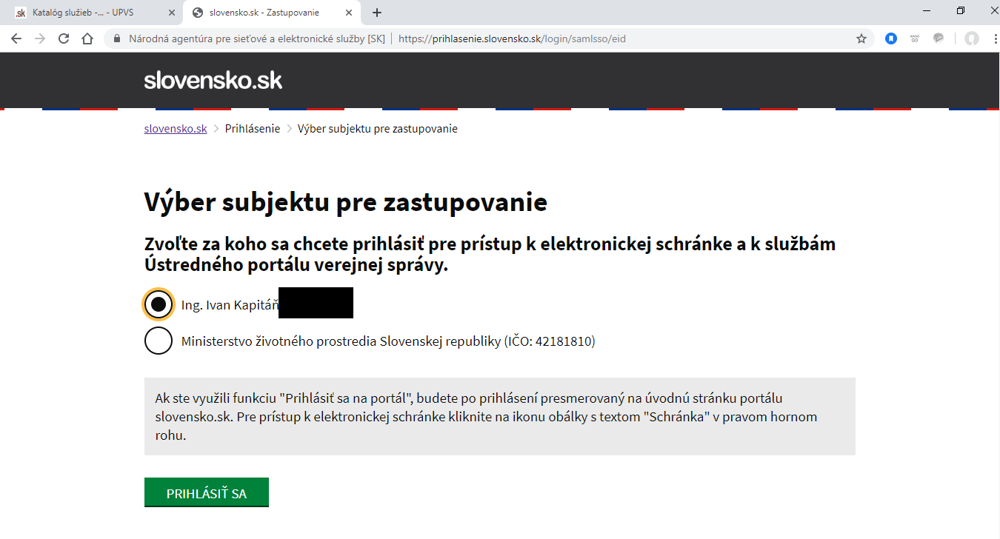 .sk Katalóg služieb -... - UPVS
slovensko.sk - Zastupovanie
Národná agentúra pre sieťové a elektronické služby [SK] | https://prihlasenie.slovensko.sk/login/samlsso/eid
slovensko.sk
slovensko.sk > Prihlásenie > Výber subjektu pre zastupovanie
Výber subjektu pre zastupovanie
Zvoľte za koho sa chcete prihlásiť pre prístup k elektronickej schránke a k službám
Ústredného portálu verejnej správy.
Ing. Ivan Kapitáň
Ministerstvo životného prostredia Slovenskej republiky (IČO: 42181810)
Ak ste využili funkciu "Prihlásiť sa na portál", budete po prihlásení presmerovaný na úvodnú stránku portálu
slovensko.sk. Pre prístup k elektronickej schránke kliknite na ikonu obálky s textom "Schránka" v pravom hornom
rohu.
PRIHLÁSIŤ SA